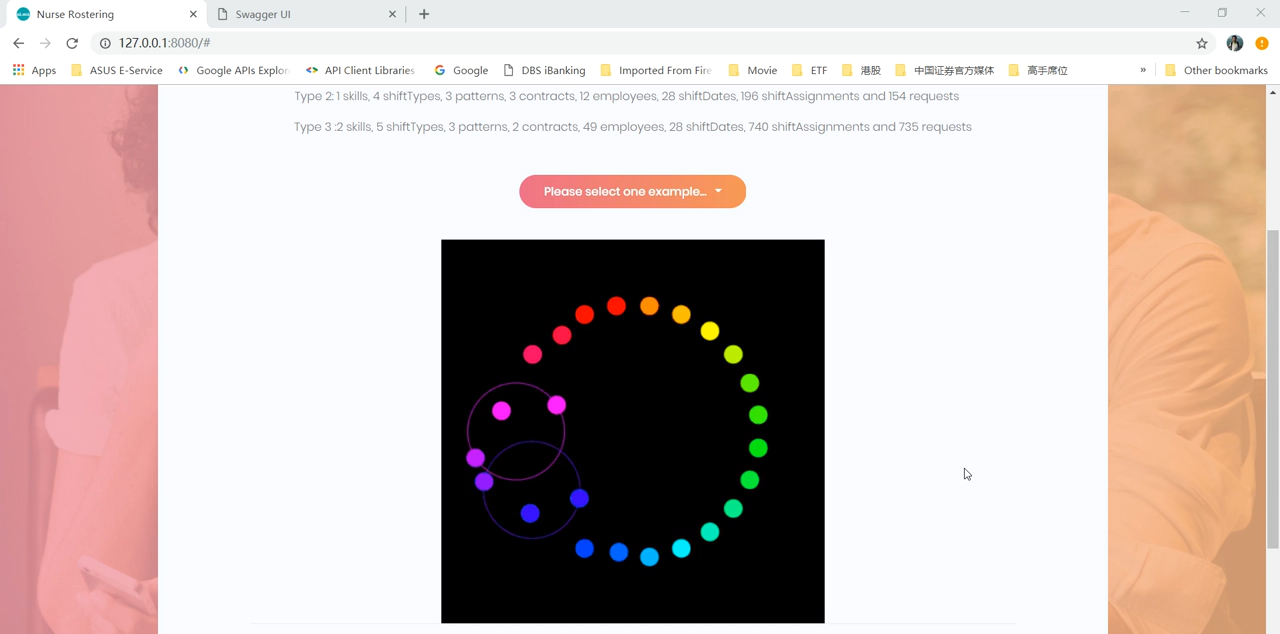 Nurse Rostering
Swagger UI
127.0.0.1:8080/#
Apps
ASUS E-Service
Google APIs Explor
API Client Libraries
Google
DBS iBanking
Imported From Fire
Movie
ETF
港股
中国证券官方媒体
高手席位
»
Other bookmarks
Type 2: 1 skills, 4 shiftTypes, 3 patterns, 3 contracts, 12 employees, 28 shiftDates, 196 shiftAssignments and 154 requests
Type 3 :2 skills, 5 shiftTypes, 3 patterns, 2 contracts, 49 employees, 28 shiftDates, 740 shiftAssignments and 735 requests
Please select one example...